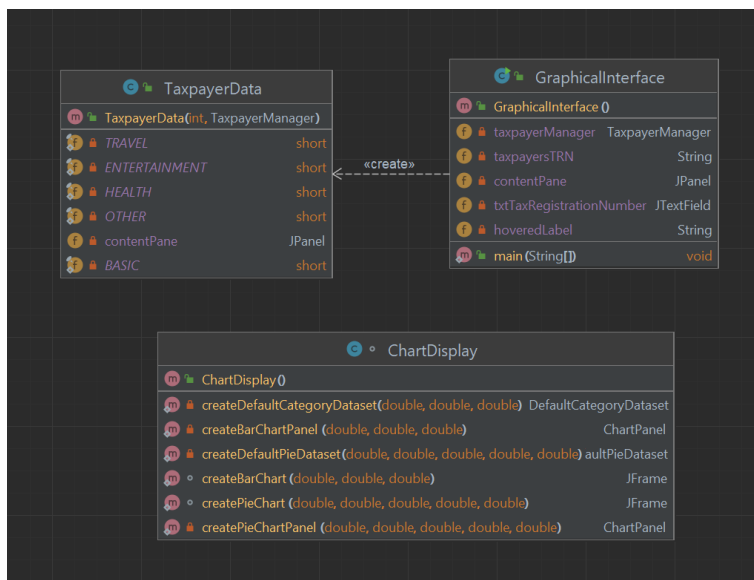 TaxpayerData
TaxpayerData(int, TaxpayerManager)
TRAVEL short
ENTERTAINMENT short
HEALTH short
OTHER short
contentPane JPanel
BASIC short
«create»
GraphicalInterface
GraphicalInterface()
taxpayerManager TaxpayerManager
taxpayersTRN String
contentPane JPanel
txtTaxRegistrationNumber JTextField
hoveredLabel String
main(String[]) void
ChartDisplay
ChartDisplay()
createDefaultCategoryDataset(double, double, double) DefaultCategoryDataset
createBarChartPanel (double, double, double) ChartPanel
createDefaultPieDataset(double, double, double, double, double) aultPieDataset
createBarChart (double, double, double) JFrame
createPieChart (double, double, double, double, double) JFrame
createPieChartPanel (double, double, double, double, double) ChartPanel